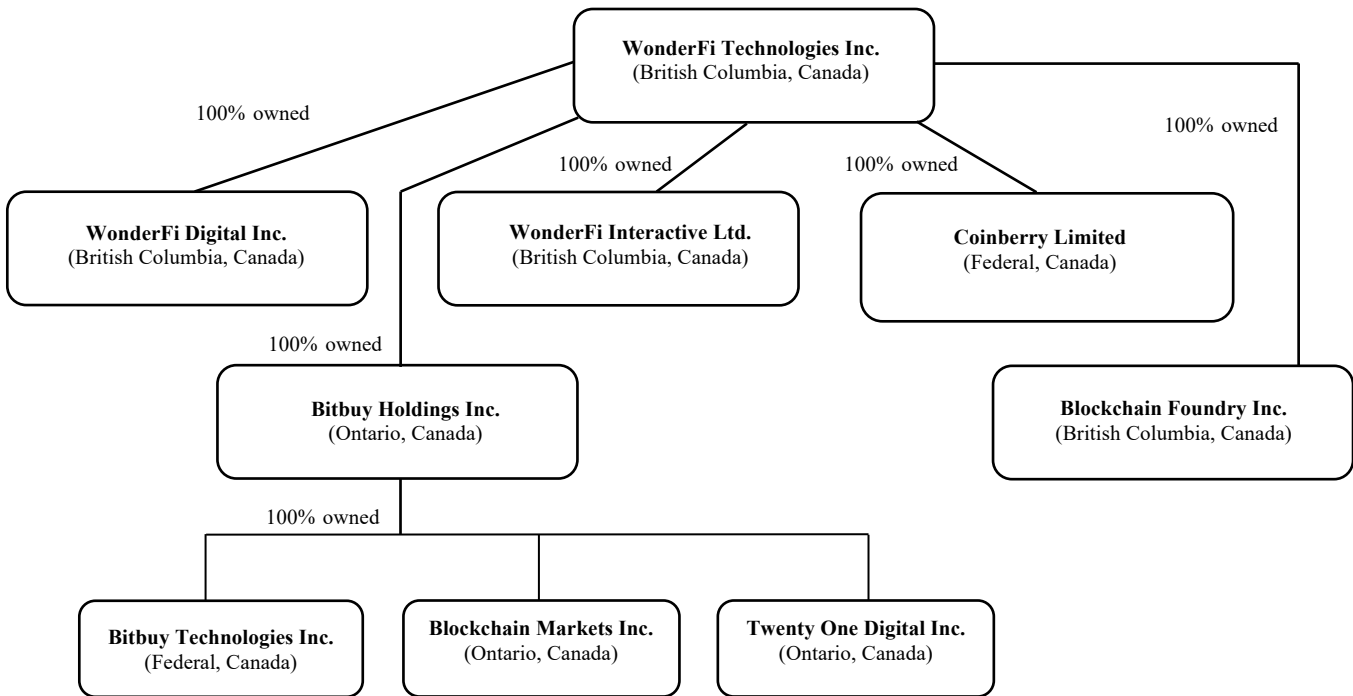 WonderFi Technologies Inc.
(British Columbia, Canada)
100% owned
100% owned
100% owned
100% owned
WonderFi Digital Inc.
(British Columbia, Canada)
WonderFi Interactive Ltd.
(British Columbia, Canada)
Coinberry Limited
(Federal, Canada)
100% owned
Bitbuy Holdings Inc.
(Ontario, Canada)
Blockchain Foundry Inc.
(British Columbia, Canada)
100% owned
Bitbuy Technologies Inc.
(Federal, Canada)
Blockchain Markets Inc.
(Ontario, Canada)
Twenty One Digital Inc.
(Ontario, Canada)